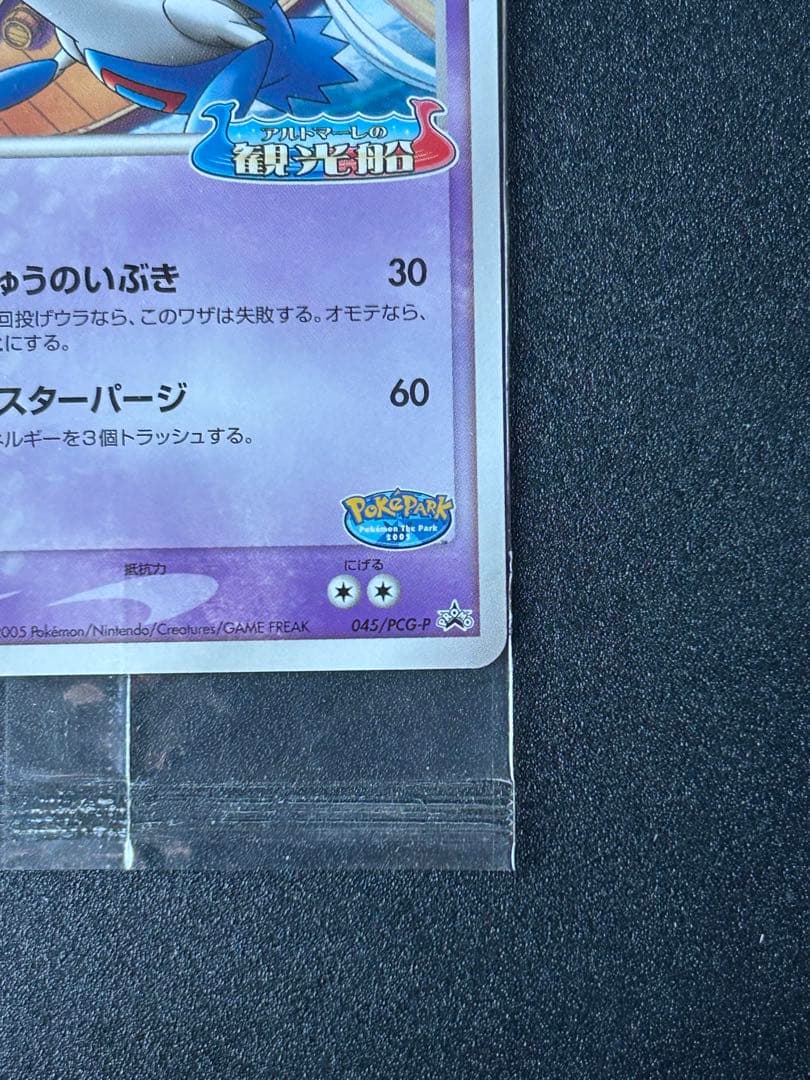 アルトマーレの
観光船
ゅうのいぶき 30
回投げウラなら、このワザは失敗する。オモテなら、
とにする。
スターパージ 60
ネルギーを3個トラッシュする。
POKÉPARK
Pokémon The Park
2005
抵抗力 にげる
2005 Pokémon/Nintendo/Creatures/GAME FREAK 045/PCG-P PROMO